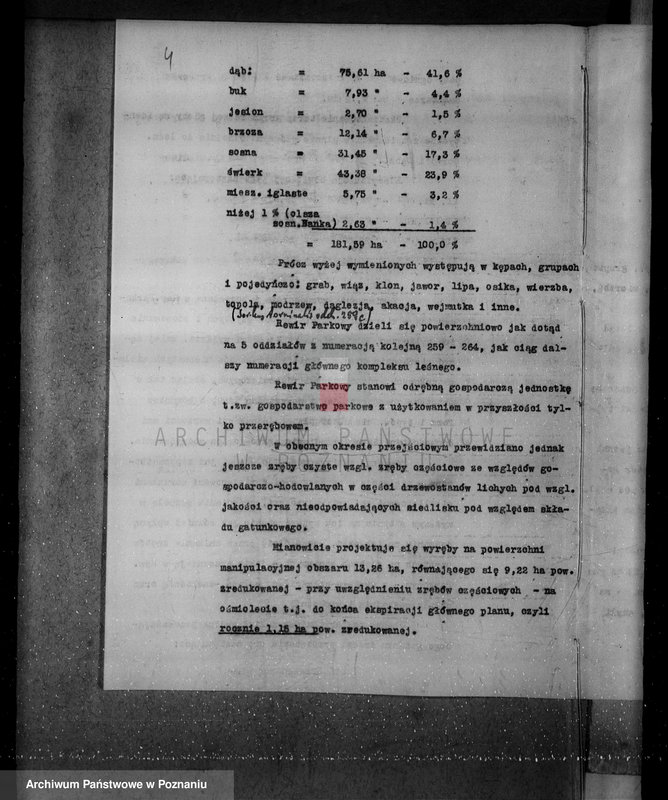 4
dąb: = 75,61 ha - 41,6 %
buk = 7,93 " - 4,4 %
jesion = 2,70 " - 1,5 %
brzoza = 12,14 " - 6,7 %
sosna = 31,45 " - 17,3 %
świerk = 43,38 " - 23,9 %
miesz. iglaste 5,75 " - 3,2 %
niżej 1 % (olsza
sosn.Banka) 2,63 " - 1,4 %
= 181,59 ha - 100,0 %
Prócz wyżej wymienionych występują w kępach, grupach
i pojedyńczo: grab, wiąz, klon, jawor, lipa, osika, wierzba,
topola, modrzew, daglezja, akacja, wejmutka i inne.
(Sorbus torminalis oddz. 259 c)
Rewir Parkowy dzieli się powierzchniowo jak dotąd
na 5 oddziałów z numeracją kolejną 259 - 264, jak ciąg dal-
szy numeracji głównego kompleksu leśnego.
Rewir Parkowy stanowi odrębną gospodarczą jednostkę
t.zw. gospodarstwo parkowe z użytkowaniem w przyszłości tyl-
ko przerębowem.
ARCHIWUM PAŃSTWOWE
W POZNANIU
W obecnym okresie przejściowym przewidziano jednak
jeszcze zręby czyste wzgl. zręby częściowe ze względów go-
spodarczo-hodowlanych w części drzewostanów lichych pod wzgl.
jakości oraz nieodpowiadających siedlisku pod względem skła-
du gatunkowego.
Mianowicie projektuje się wyręby na powierzchni
manipulacyjnej obszaru 13,26 ha, równającego się 9,22 ha pow.
zredukowanej - przy uwzględnieniu zrębów częściowych - na
ośmiolecie t.j. do końca ekspiracji głównego planu, czyli
rocznie 1,15 ha pow. zredukowanej.
Archiwum Państwowe w Poznaniu